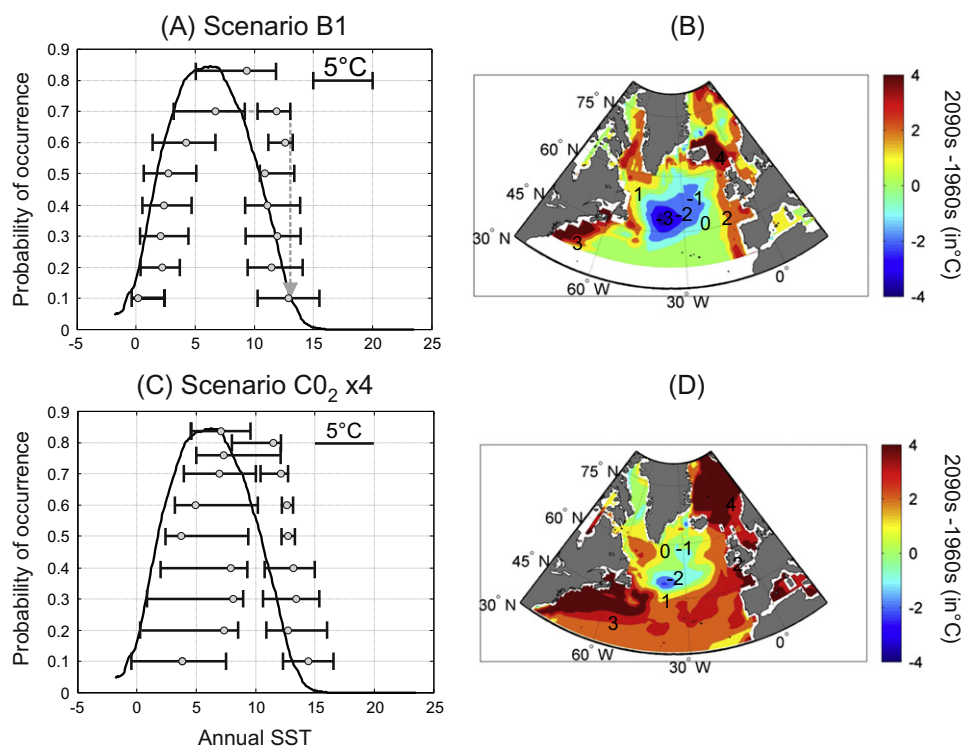 (A) Scenario B1
(B)
Probability of occurrence
0.9
0.8
0.7
0.6
0.5
0.4
0.3
0.2
0.1
0
5°C
-5 0 5 10 15 20 25
75° N
60° N
45° N
30° N
60° W
30° W
0°
4
1
-1
-3
-2
0
2
3
4
2
0
-2
-4
2090s -1960s (in°C)
(C) Scenario C0₂ x4
(D)
Probability of occurrence
0.9
0.8
0.7
0.6
0.5
0.4
0.3
0.2
0.1
0
5°C
-5 0 5 10 15 20 25
Annual SST
75° N
60° N
45° N
30° N
60° W
30° W
0°
4
0
-1
2
-2
1
3
4
2
0
-2
-4
2090s -1960s (in°C)